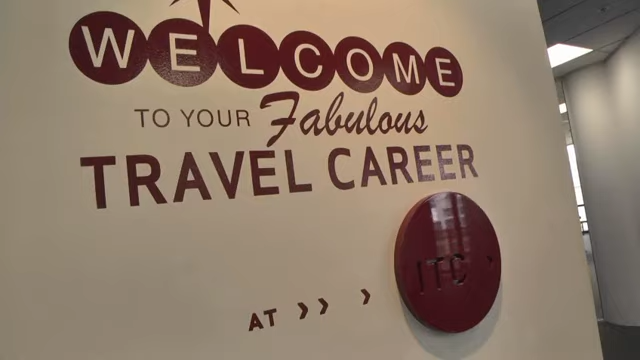 WELCOME
TO YOUR Fabulous
TRAVEL CAREER
AT >> > ITC >